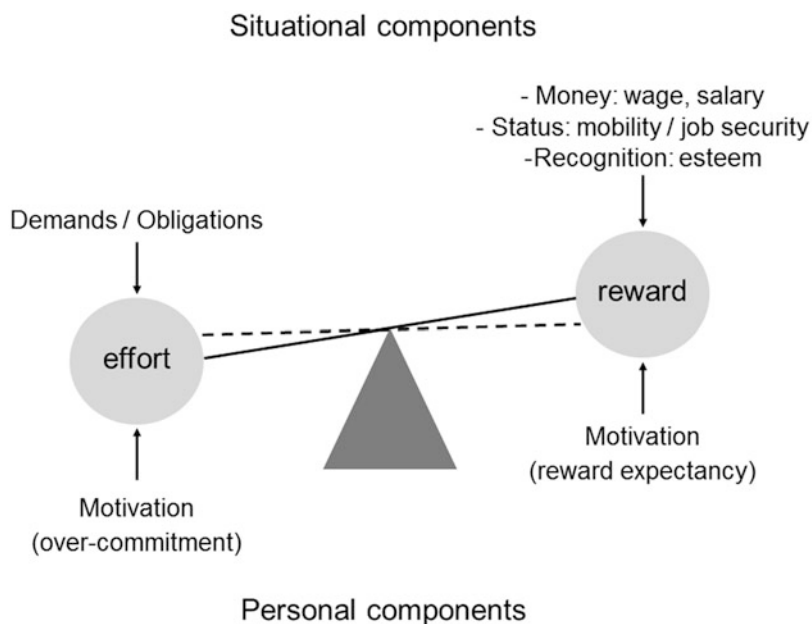 Situational components
- Money: wage, salary
- Status: mobility / job security
-Recognition: esteem
Demands / Obligations
reward
effort
Motivation
(reward expectancy)
Motivation
(over-commitment)
Personal components